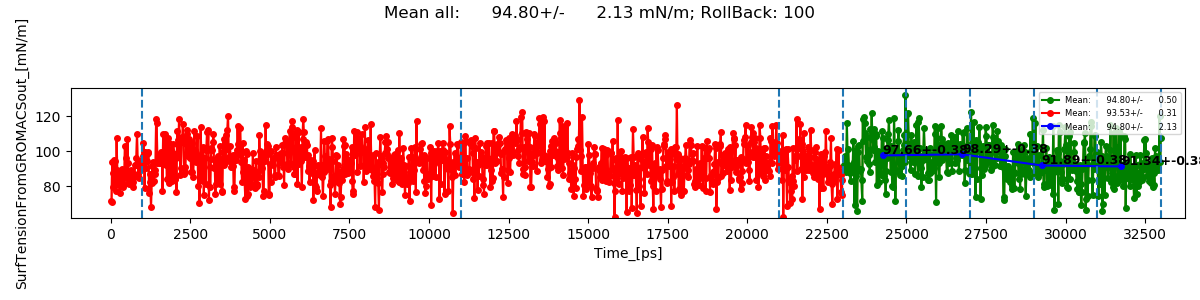 Mean all: 94.80+/- 2.13 mN/m; RollBack: 100
SurfTensionFromGROMACSout_[mN/m]
120
100
80
Mean: 94.80+/- 0.50
Mean: 93.53+/- 0.31
Mean: 94.80+/- 2.13
97.66+-0.38
98.29+-0.38
91.89+-0.38
91.34+-0.38
0 2500 5000 7500 10000 12500 15000 17500 20000 22500 25000 27500 30000 32500
Time_[ps]